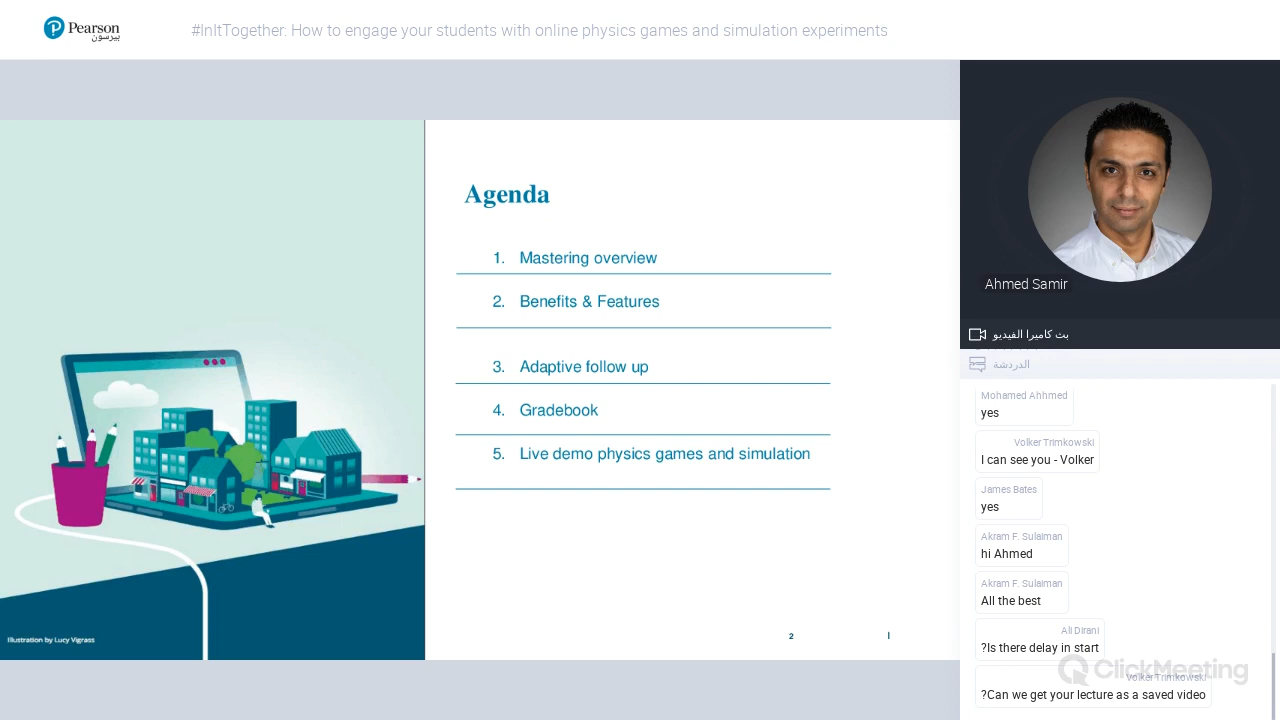 Pearson
بيرسون
#InItTogether: How to engage your students with online physics games and simulation experiments
Agenda
1. Mastering overview
2. Benefits & Features
3. Adaptive follow up
4. Gradebook
5. Live demo physics games and simulation
Illustration by Lucy Vigrass
2
Ahmed Samir
بث كاميرا الفيديو
الدردشة
Mohamed Ahhmed
yes
Volker Trimkowski
I can see you - Volker
James Bates
yes
Akram F. Sulaiman
hi Ahmed
Akram F. Sulaiman
All the best
Ali Dirani
?Is there delay in start
ClickMeeting
Volker Trimkowski
?Can we get your lecture as a saved video